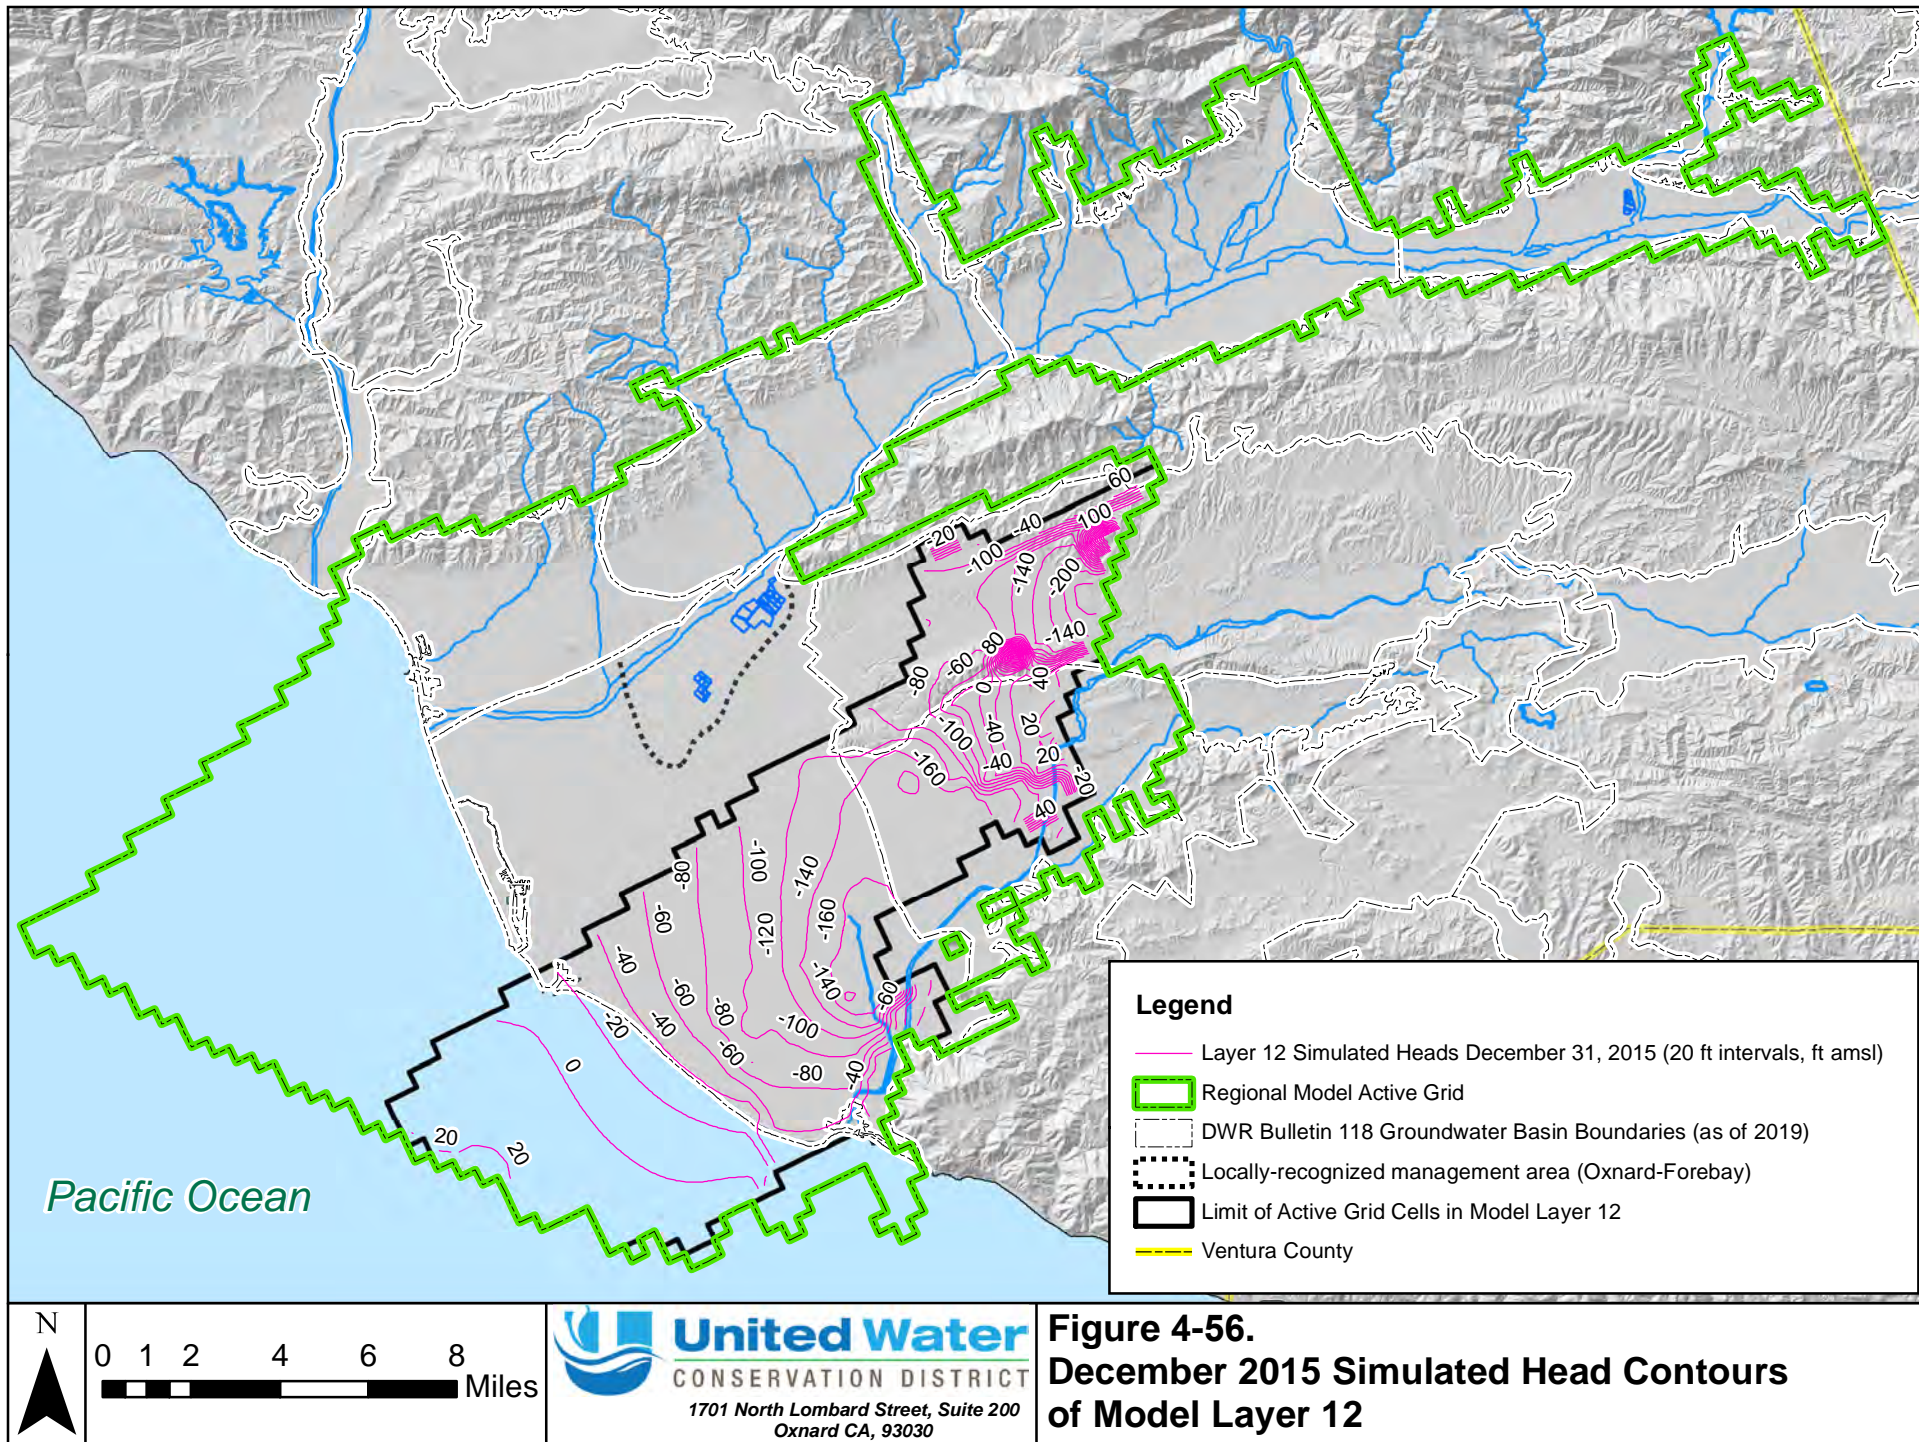 60
100
-40
-20
-100
-140
-200
-140
80
-60
-80
0
40
-100
-40
20
-160
-40
20
-20
40
-80
-100
-140
-60
-120
-160
-40
-140
-60
-60
-80
-20
-40
-100
-60
-80
-40
0
20
20
Pacific Ocean
Legend
Layer 12 Simulated Heads December 31, 2015 (20 ft intervals, ft amsl)
Regional Model Active Grid
DWR Bulletin 118 Groundwater Basin Boundaries (as of 2019)
Locally-recognized management area (Oxnard-Forebay)
Limit of Active Grid Cells in Model Layer 12
Ventura County
N
0 1 2 4 6 8
Miles
United Water
CONSERVATION DISTRICT
1701 North Lombard Street, Suite 200
Oxnard CA, 93030
Figure 4-56.
December 2015 Simulated Head Contours
of Model Layer 12